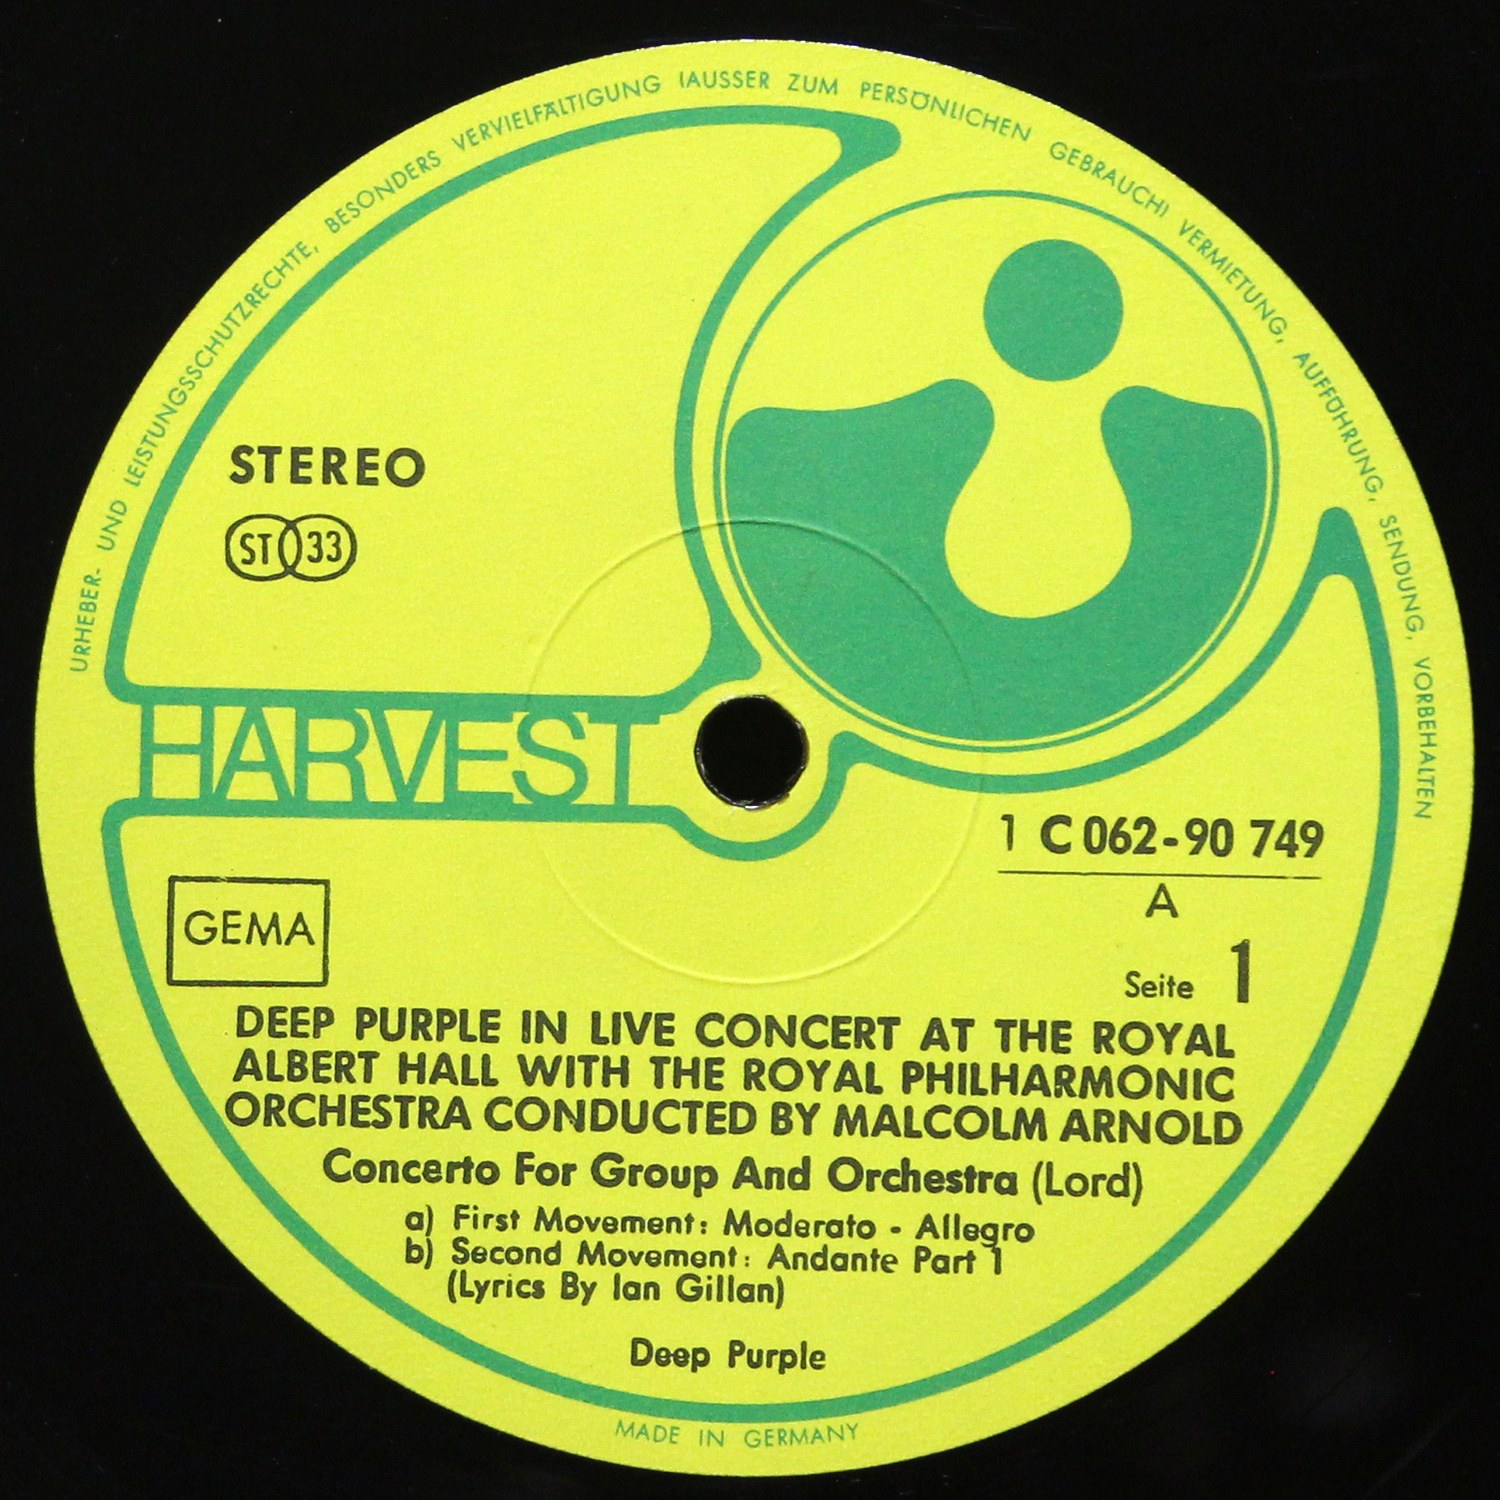 URHEBER- UND LEISTUNGSSCHUTZRECHTE, BESONDERS VERVIELFÄLTIGUNG (AUSSER ZUM PERSÖNLICHEN GEBRAUCH) VERMIETUNG, AUFFÜHRUNG, SENDUNG, VORBEHALTEN
STEREO
ST 33
HARVEST
1 C 062-90 749
A
GEMA
Seite 1
DEEP PURPLE IN LIVE CONCERT AT THE ROYAL
ALBERT HALL WITH THE ROYAL PHILHARMONIC
ORCHESTRA CONDUCTED BY MALCOLM ARNOLD
Concerto For Group And Orchestra (Lord)
a) First Movement: Moderato - Allegro
b) Second Movement: Andante Part 1
(Lyrics By Ian Gillan)
Deep Purple
MADE IN GERMANY